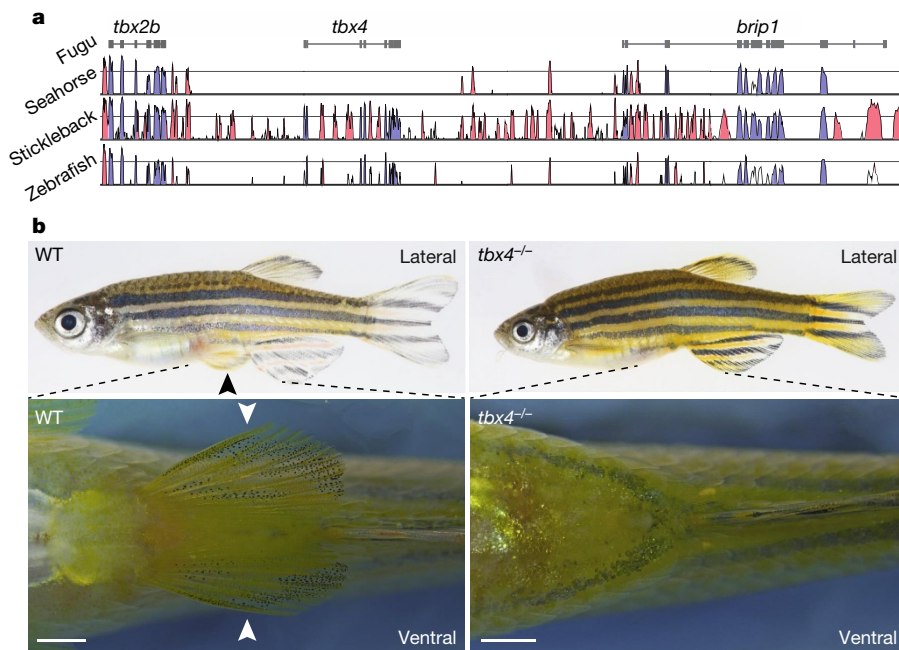 a
tbx2b tbx4 brip1
Fugu
Seahorse
Stickleback
Zebrafish
b
WT Lateral
tbx4–/– Lateral
WT
Ventral
tbx4–/–
Ventral